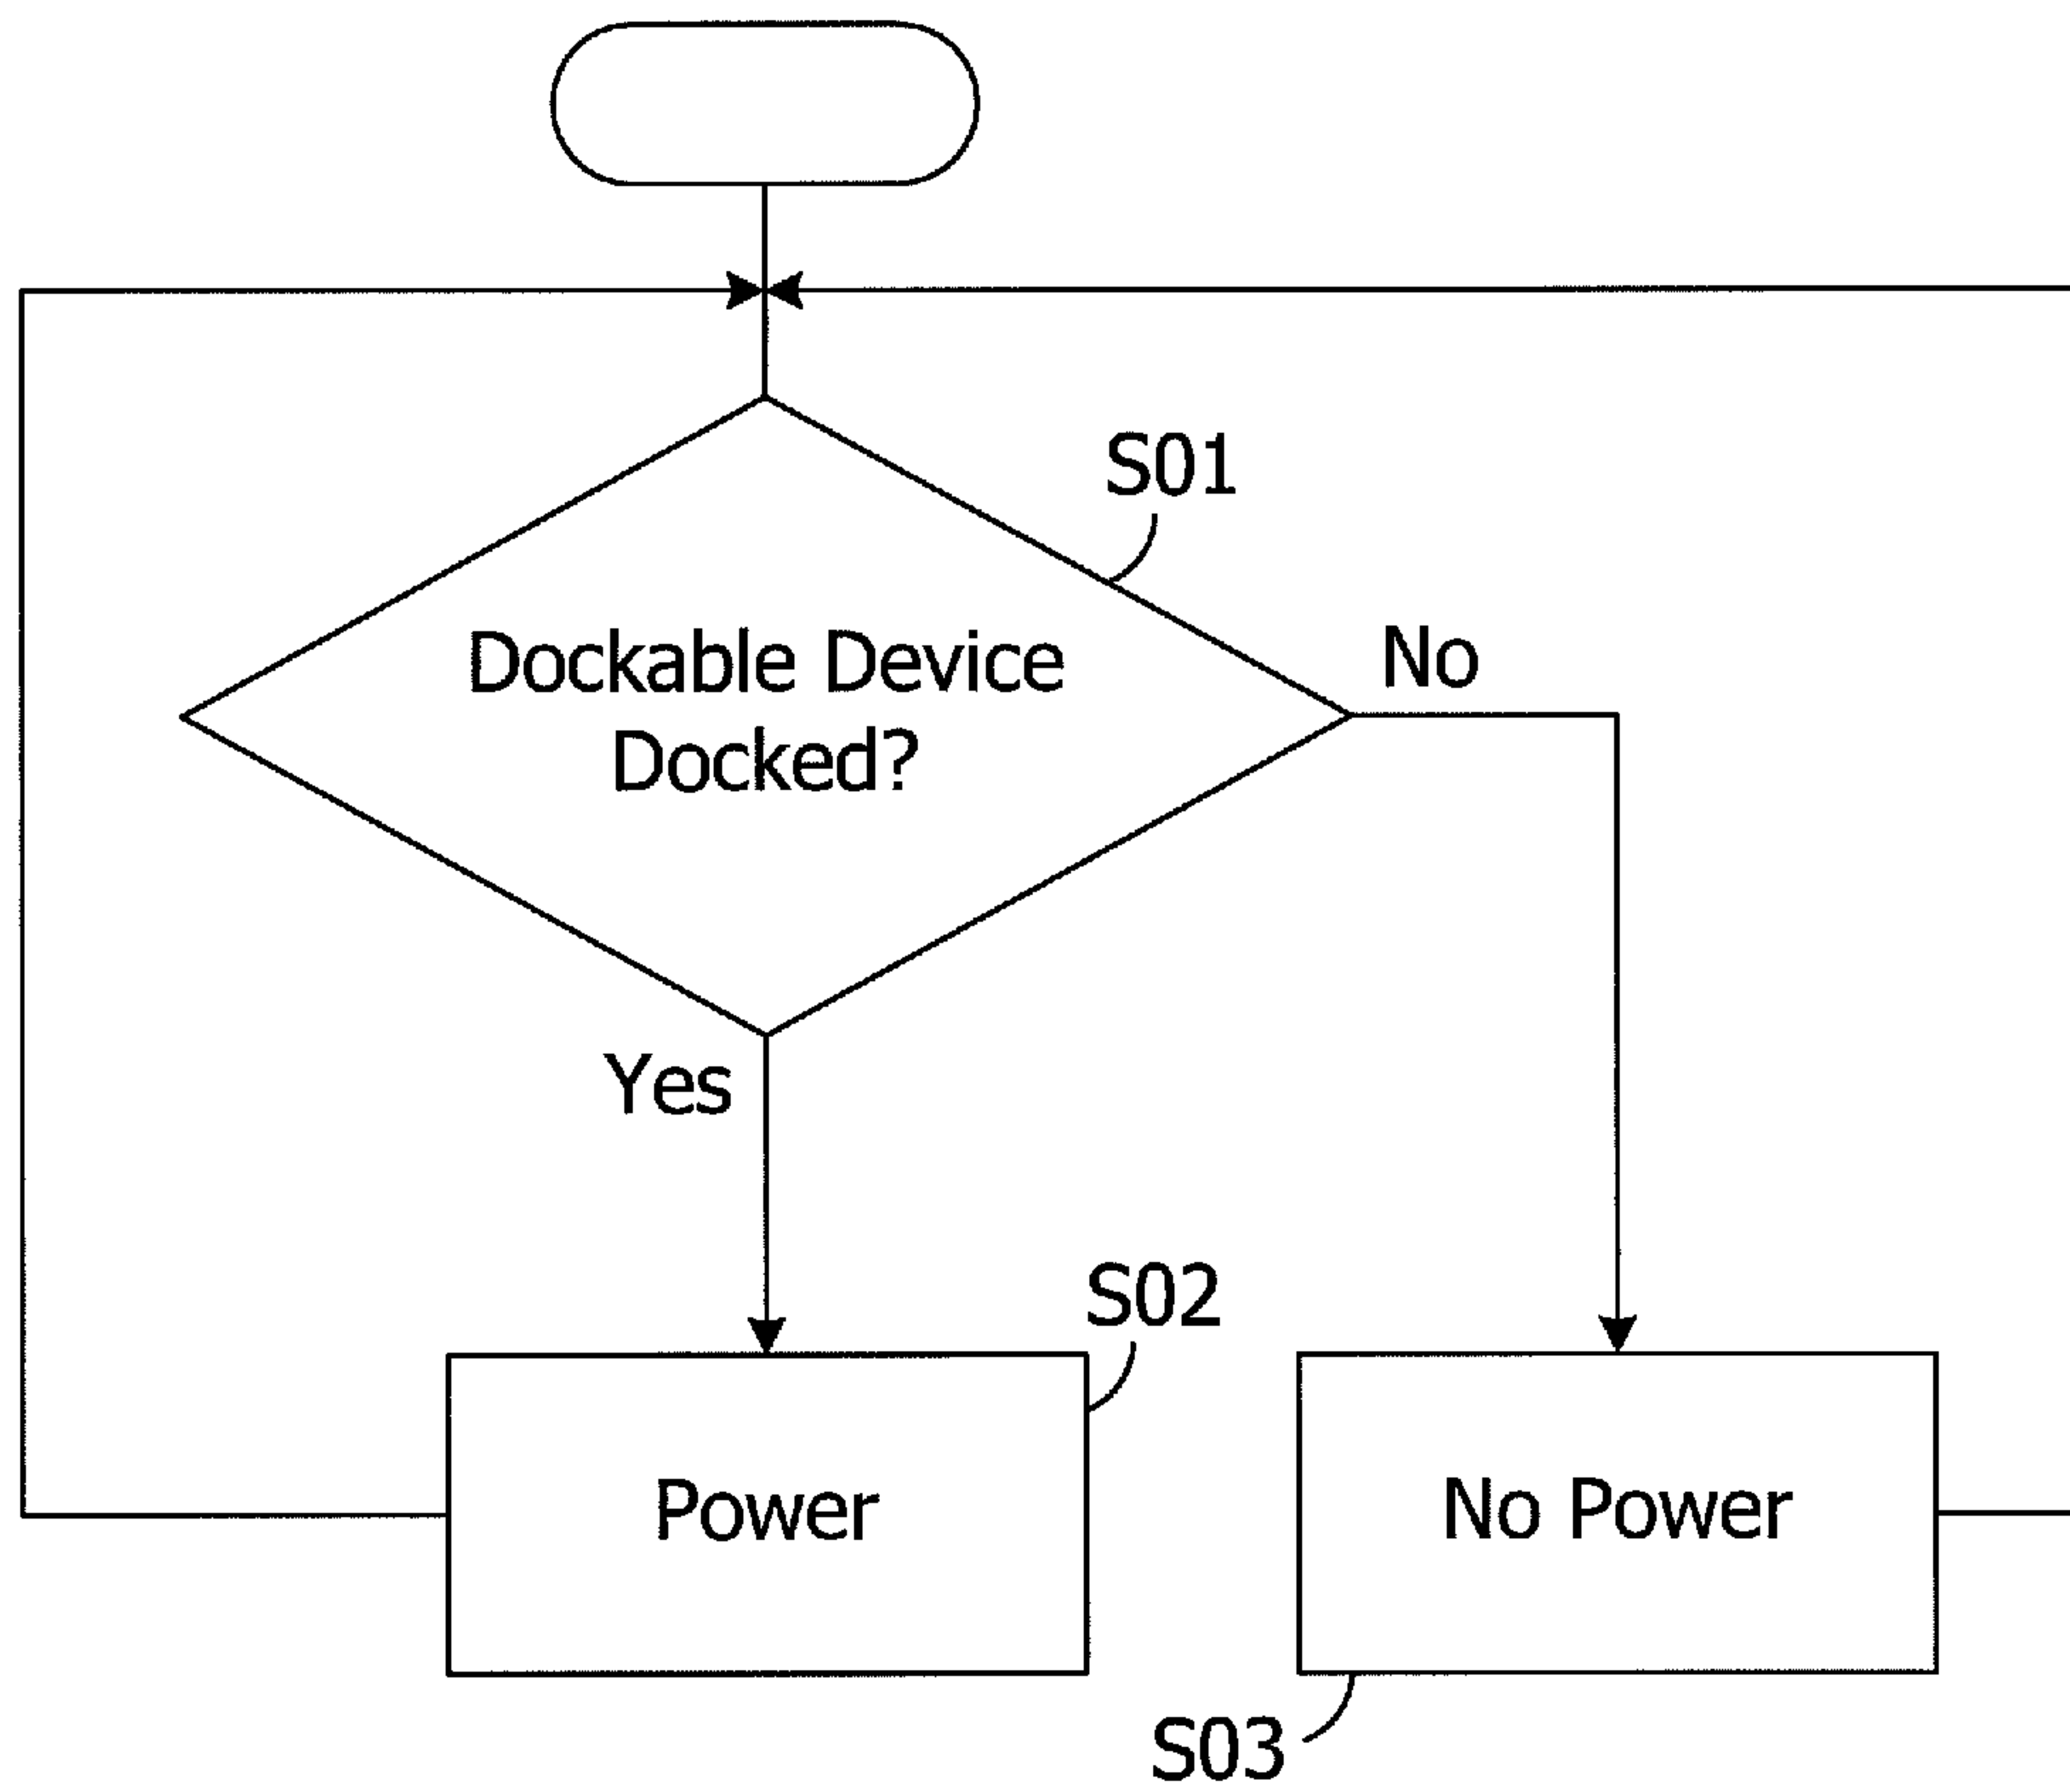 S01
Dockable Device
Docked?
No
Yes
S02
Power
No Power
S03